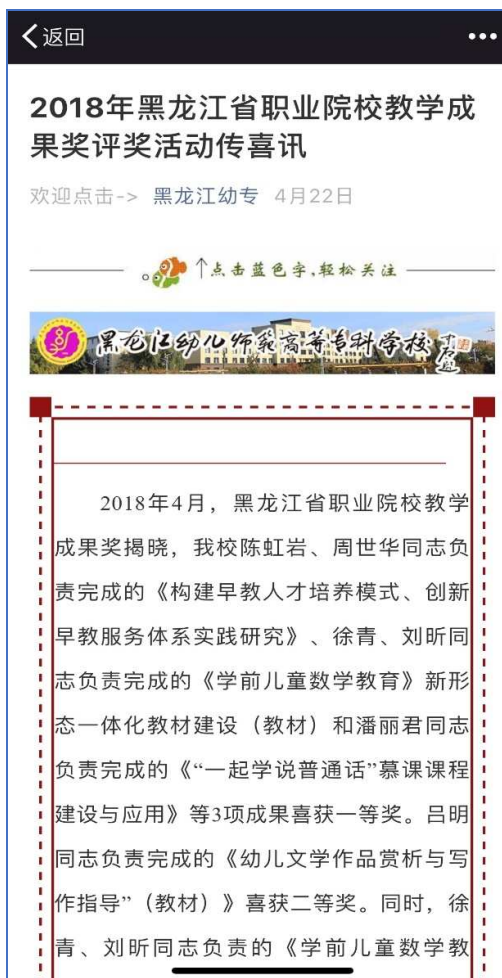 返回
2018年黑龙江省职业院校教学成
果奖评奖活动传喜讯
欢迎点击-> 黑龙江幼专 4月22日
↑点击蓝色字,轻松关注
黑龙江幼儿师范高等专科学校
2018年4月，黑龙江省职业院校教学
成果奖揭晓，我校陈虹岩、周世华同志负
责完成的《构建早教人才培养模式、创新
早教服务体系实践研究》、徐青、刘昕同
志负责完成的《学前儿童数学教育》新形
态一体化教材建设（教材）和潘丽君同志
负责完成的《“一起学说普通话”慕课课程
建设与应用》等3项成果喜获一等奖。吕明
同志负责完成的《幼儿文学作品赏析与写
作指导”（教材）》喜获二等奖。同时，徐
青、刘昕同志负责的《学前儿童数学教